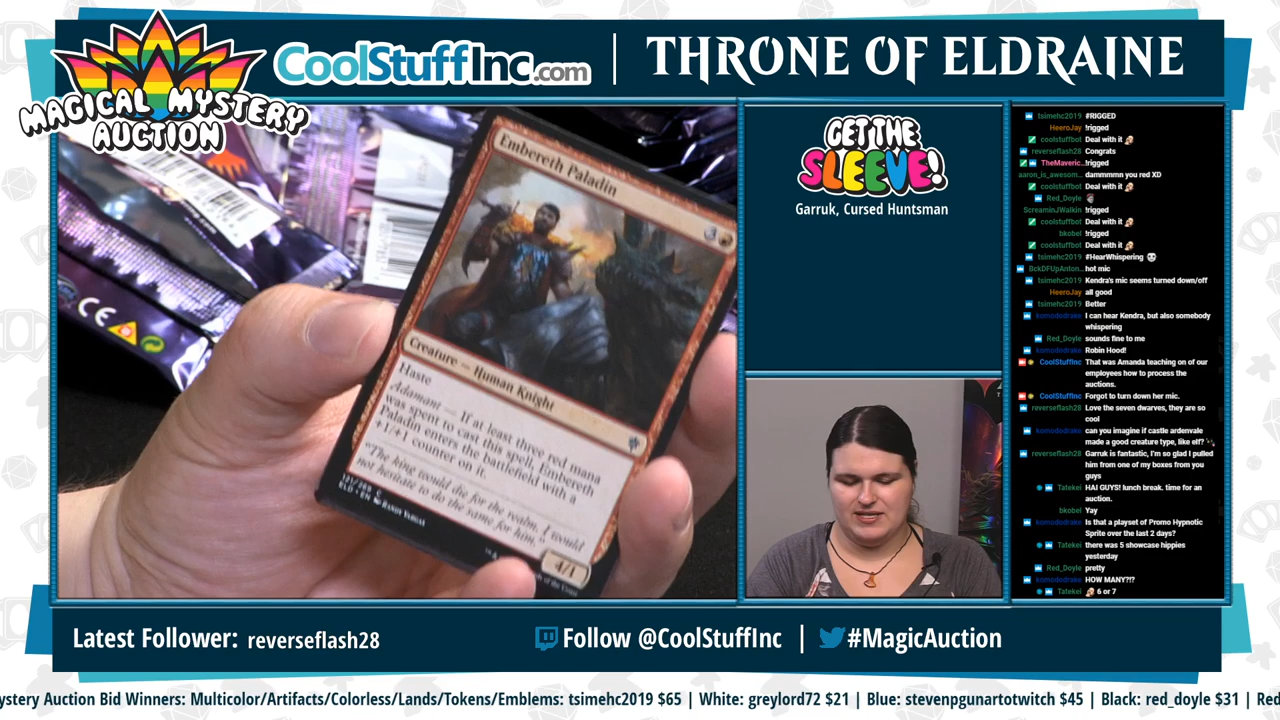 MAGICAL MYSTERY
AUCTION
CoolStuffInc.com
THRONE OF ELDRAINE
Embereth Paladin
Creature — Human Knight
Haste
Adamant — If at least three red mana
was spent to cast this spell, Embereth
Paladin enters the battlefield with a
+1/+1 counter on it.
"The king would die for the realm. I would
hesitate to do the same for him."
4/1
GET THE
SLEEVE!
Garruk, Cursed Huntsman
tsimehc2019 #RIGGED
HeeroJay !rigged
coolstuffbot Deal with it
reverseflash28 Congrats
TheMaveric.. !rigged
aaron_is_awesom.. dammmmn you red XD
coolstuffbot Deal with it
Red_Doyle
ScreaminJWalkin !rigged
coolstuffbot Deal with it
bkobel !rigged
coolstuffbot Deal with it
tsimehc2019 #HearWhispering
BckDFUpAnton.. hot mic
tsimehc2019 Kendra's mic seems turned down/off
HeeroJay all good
tsimehc2019 Better
komododrake I can hear Kendra, but also somebody
whispering
Red_Doyle sounds fine to me
komododrake Robin Hood!
CoolStuffInc That was Amanda teaching on of our
employees how to process the
auctions.
CoolStuffInc Forgot to turn down her mic.
reverseflash28 Love the seven dwarves, they are so
cool
komododrake can you imagine if castle ardenvale
made a good creature type, like elf?
reverseflash28 Garruk is fantastic, I'm so glad I pulled
him from one of my boxes from you
guys
Tatekei HAI GUYS! lunch break. time for an
auction.
bkobel Yay
komododrake Is that a playset of Promo Hypnotic
Sprite over the last 2 days?
Tatekei there was 5 showcase hippies
yesterday
Red_Doyle pretty
komododrake HOW MANY?!?
Tatekei 6 or 7
Latest Follower: reverseflash28
Follow @CoolStuffInc | #MagicAuction
ystery Auction Bid Winners: Multicolor/Artifacts/Colorless/Lands/Tokens/Emblems: tsimehc2019 $65 | White: greylord72 $21 | Blue: stevenpgunartotwitch $45 | Black: red_doyle $31 | Red